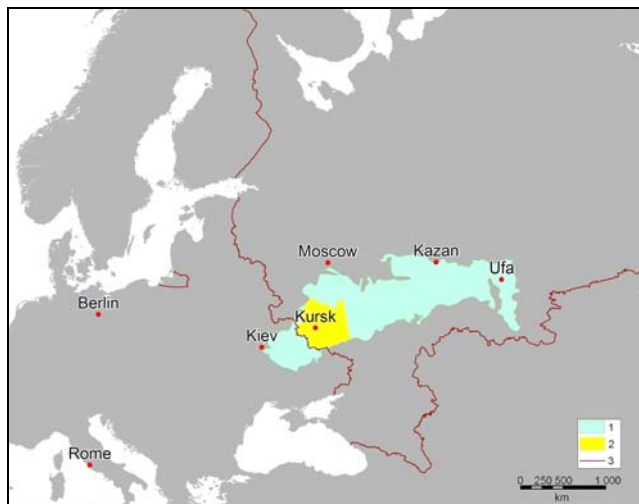 Moscow
Kazan
Ufa
Berlin
Kursk
Kiev
Rome
1
2
3
0 250 500 1 000
km